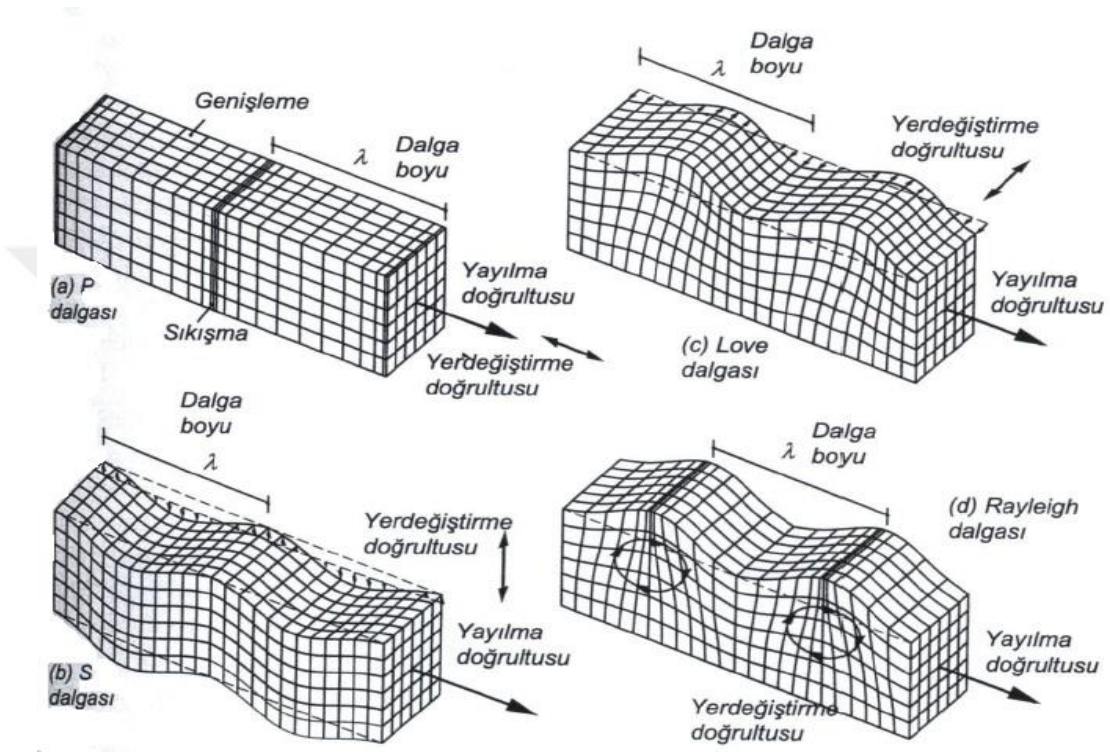 Genişleme
λ
Dalga
boyu
(a) P
dalgası
Sıkışma
Yayılma
doğrultusu
Yerdeğiştirme
doğrultusu
Dalga
boyu
λ
Yerdeğiştirme
doğrultusu
Yayılma
doğrultusu
(b) S
dalgası
Dalga
boyu
λ
Yerdeğiştirme
doğrultusu
Yayılma
doğrultusu
(c) Love
dalgası
Dalga
boyu
λ
(d) Rayleigh
dalgası
Yayılma
doğrultusu
Yerdeğiştirme
doğrultusu